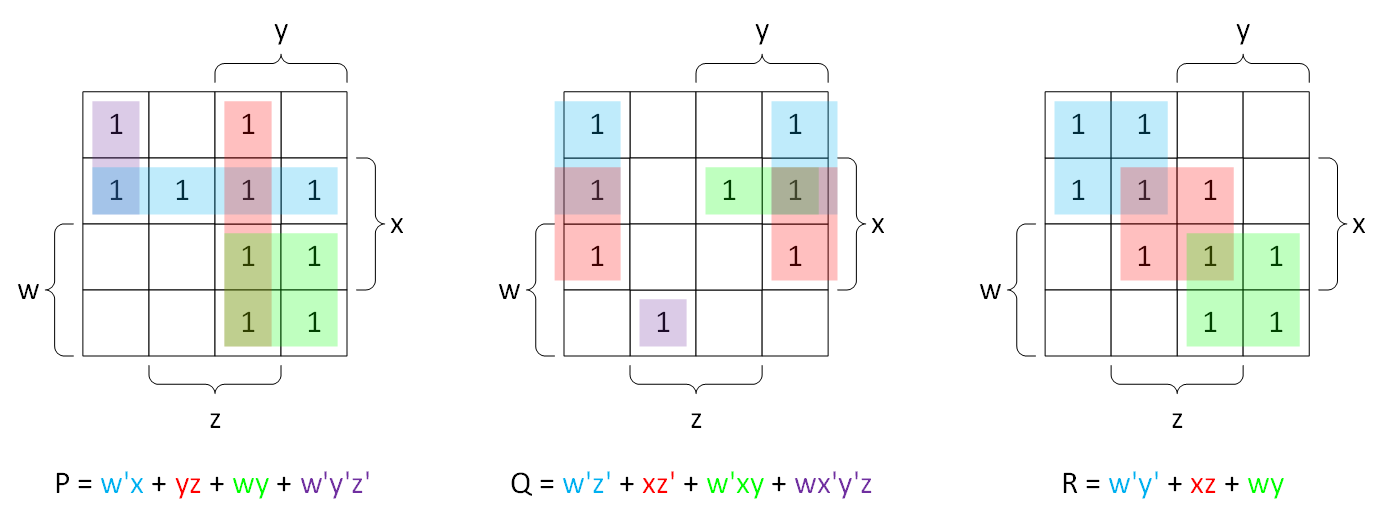 y y y
1 1 1 1 1 1
1 1 1 1 1 1 1 1 1 1
x x x
1 1 1 1 1 1 1
w w w
1 1 1 1 1
z z z
P = w'x + yz + wy + w'y'z' Q = w'z' + xz' + w'xy + wx'y'z R = w'y' + xz + wy